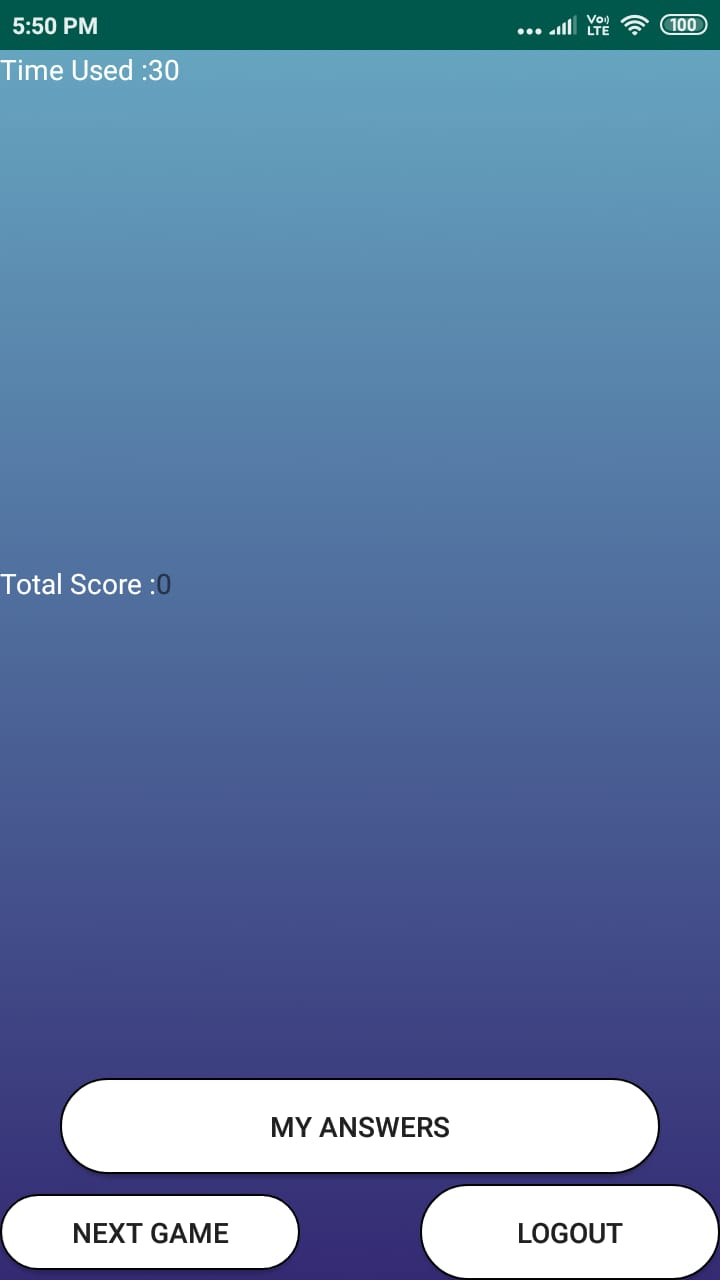 5:50 PM ... Vo) LTE 100
Time Used :30
Total Score :0
MY ANSWERS
NEXT GAME LOGOUT